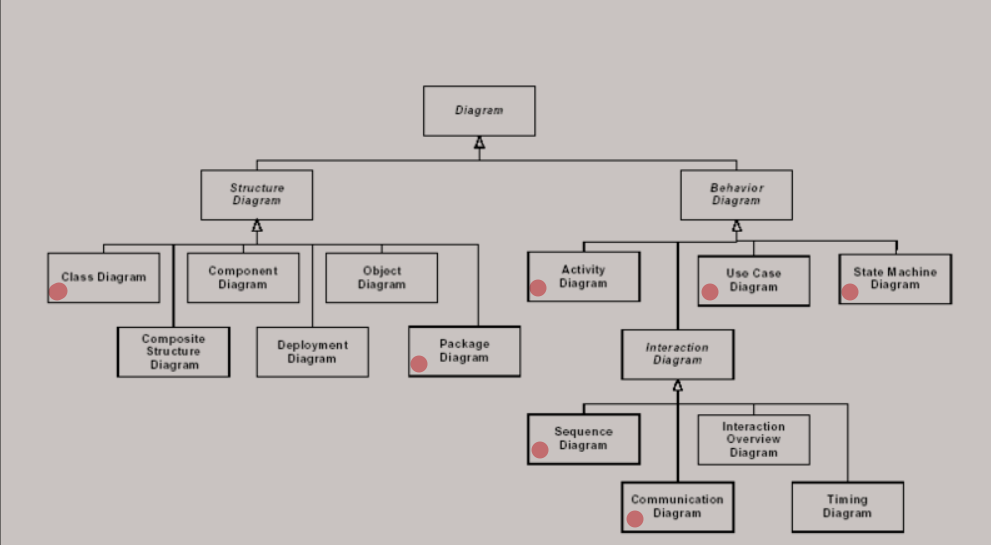 Diagram
Structure
Diagram
Behavior
Diagram
Class Diagram
Component
Diagram
Object
Diagram
Activity
Diagram
Use Case
Diagram
State Machine
Diagram
Composite
Structure
Diagram
Deployment
Diagram
Package
Diagram
Interaction
Diagram
Sequence
Diagram
Interaction
Overview
Diagram
Communication
Diagram
Timing
Diagram